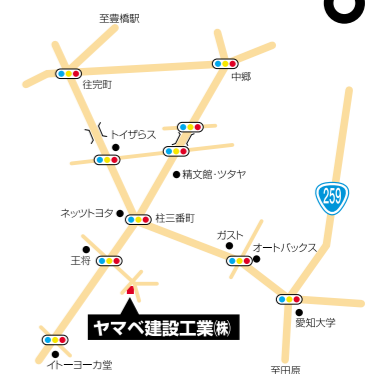 至豊橋駅
往完町
中郷
トイザらス
精文館・ツタヤ
259
ネッツトヨタ
柱三番町
ガスト
オートバックス
王将
ヤマベ建設工業㈱
愛知大学
イトーヨーカ堂
至田原